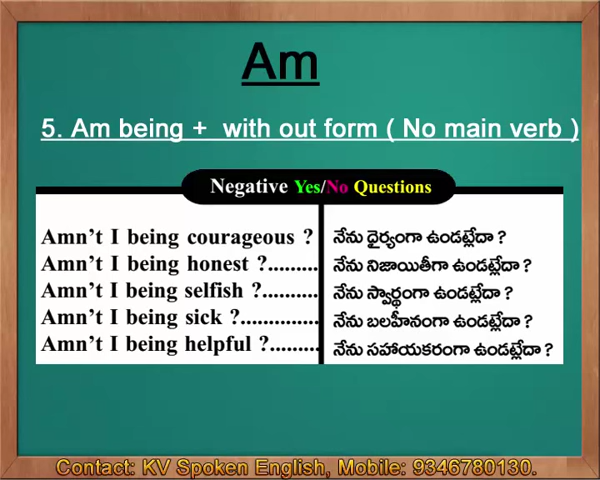 Am
5. Am being + with out form ( No main verb )
Negative Yes/No Questions
Amn't I being courageous ? నేను ధైర్యంగా ఉండట్లేదా ?
Amn't I being honest ?......... నేను నిజాయితీగా ఉండట్లేదా ?
Amn't I being selfish ?.......... నేను స్వార్థంగా ఉండట్లేదా ?
Amn't I being sick ?.............. నేను బలహీనంగా ఉండట్లేదా ?
Amn't I being helpful ?......... నేను సహాయకరంగా ఉండట్లేదా ?
Contact: KV Spoken English, Mobile: 9346780130.